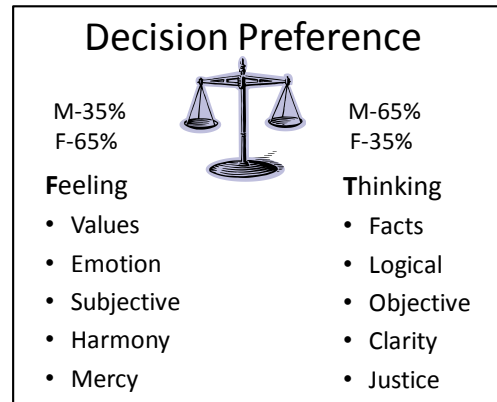 Decision Preference
M-35%
F-65%
Feeling
• Values
• Emotion
• Subjective
• Harmony
• Mercy
M-65%
F-35%
Thinking
• Facts
• Logical
• Objective
• Clarity
• Justice